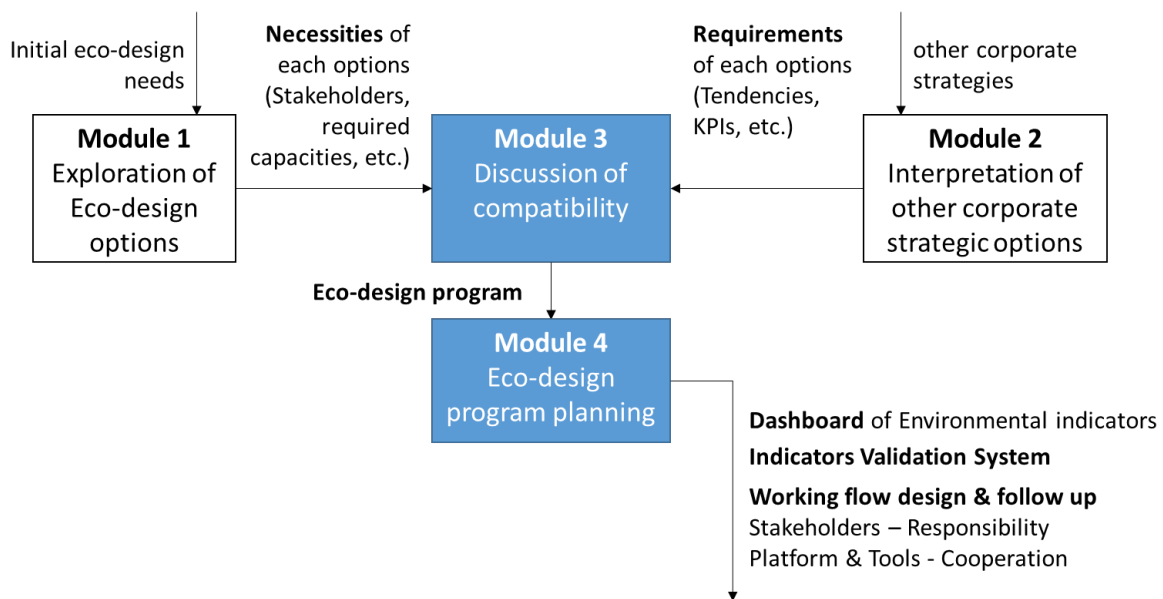 Initial eco-design
needs
Necessities of
each options
(Stakeholders,
required
capacities, etc.)
Requirements
of each options
(Tendencies,
KPIs, etc.)
other corporate
strategies
Module 1
Exploration of
Eco-design
options
Module 3
Discussion of
compatibility
Module 2
Interpretation of
other corporate
strategic options
Eco-design program
Module 4
Eco-design
program planning
Dashboard of Environmental indicators
Indicators Validation System
Working flow design & follow up
Stakeholders – Responsibility
Platform & Tools - Cooperation